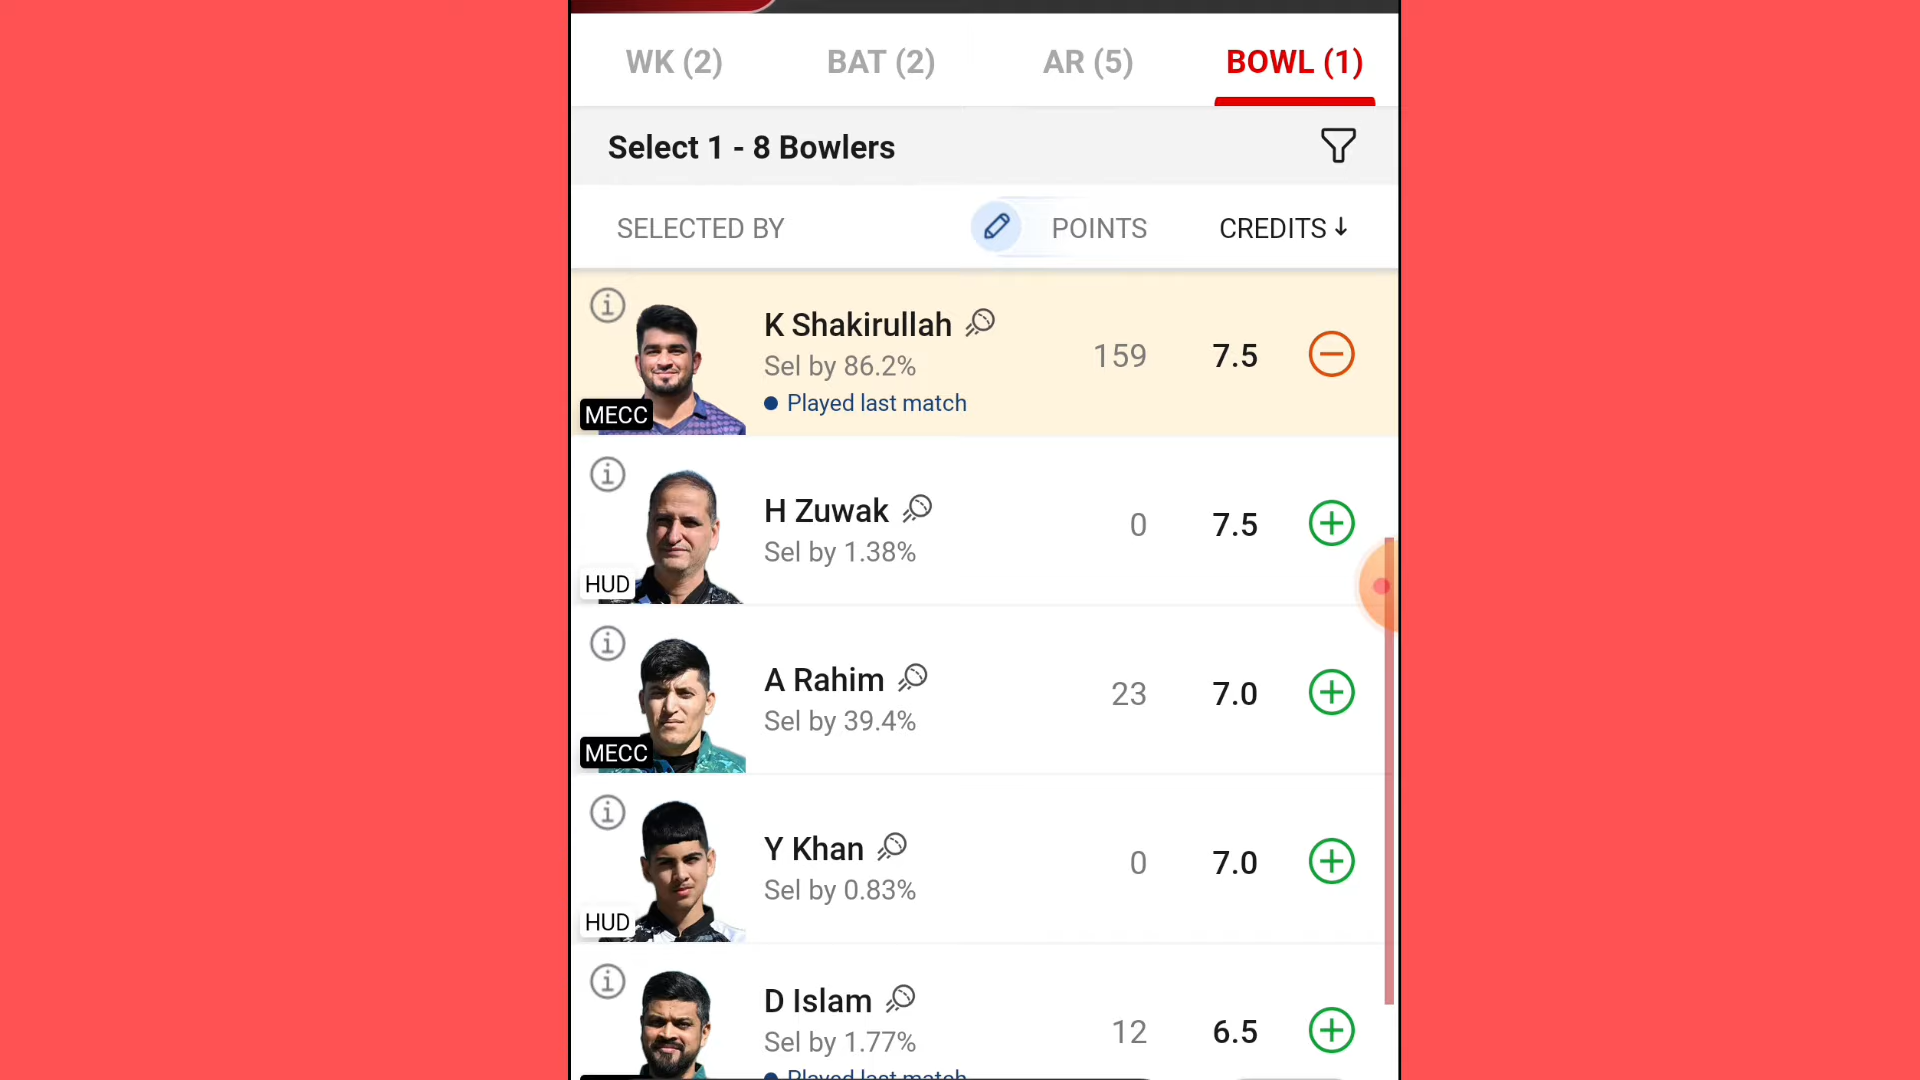 WK (2) BAT (2) AR (5) BOWL (1)
Select 1 - 8 Bowlers
SELECTED BY POINTS CREDITS ↓
K Shakirullah
Sel by 86.2% 159 7.5
Played last match
MECC
H Zuwak
Sel by 1.38% 0 7.5
HUD
A Rahim
Sel by 39.4% 23 7.0
MECC
Y Khan
Sel by 0.83% 0 7.0
HUD
D Islam
Sel by 1.77% 12 6.5
Played last match